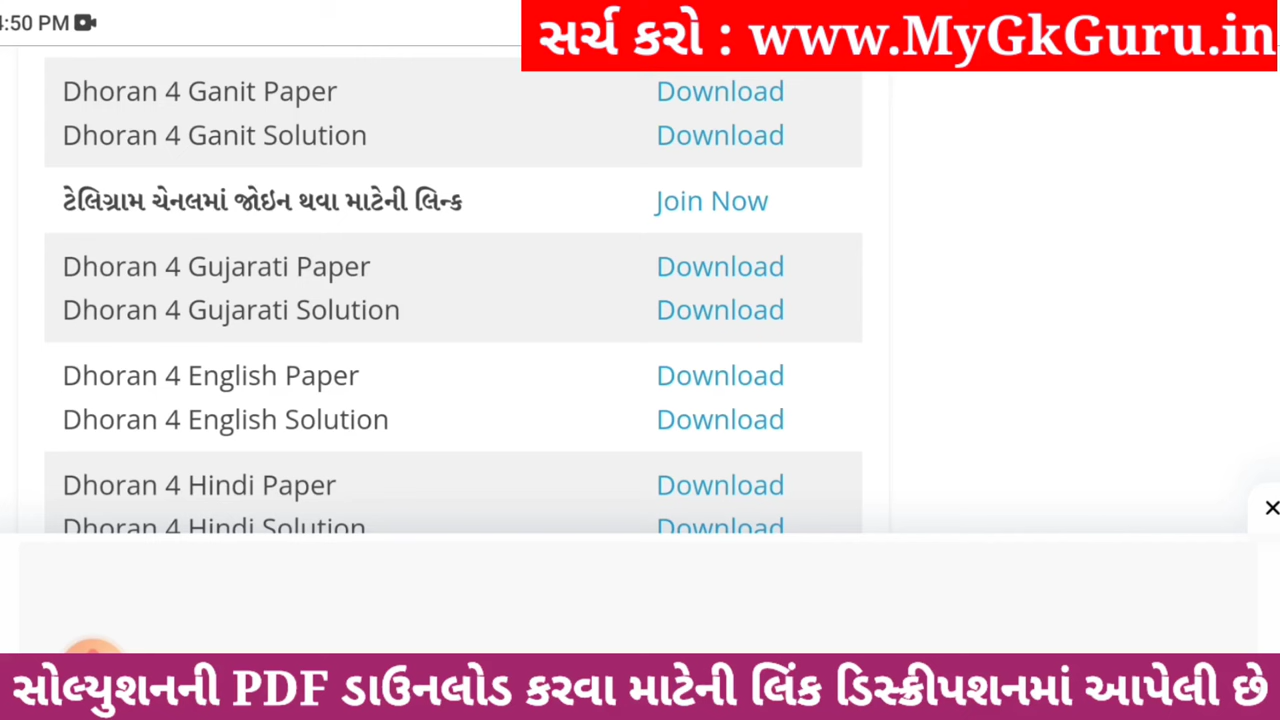 4:50 PM
સર્ચ કરો : www.MyGkGuru.in
Dhoran 4 Ganit Paper Download
Dhoran 4 Ganit Solution Download
ટેલિગ્રામ ચેનલમાં જોઇન થવા માટેની લિન્ક Join Now
Dhoran 4 Gujarati Paper Download
Dhoran 4 Gujarati Solution Download
Dhoran 4 English Paper Download
Dhoran 4 English Solution Download
Dhoran 4 Hindi Paper Download
Dhoran 4 Hindi Solution Download
સોલ્યુશનની PDF ડાઉનલોડ કરવા માટેની લિંક ડિસ્ક્રીપશનમાં આપેલી છે